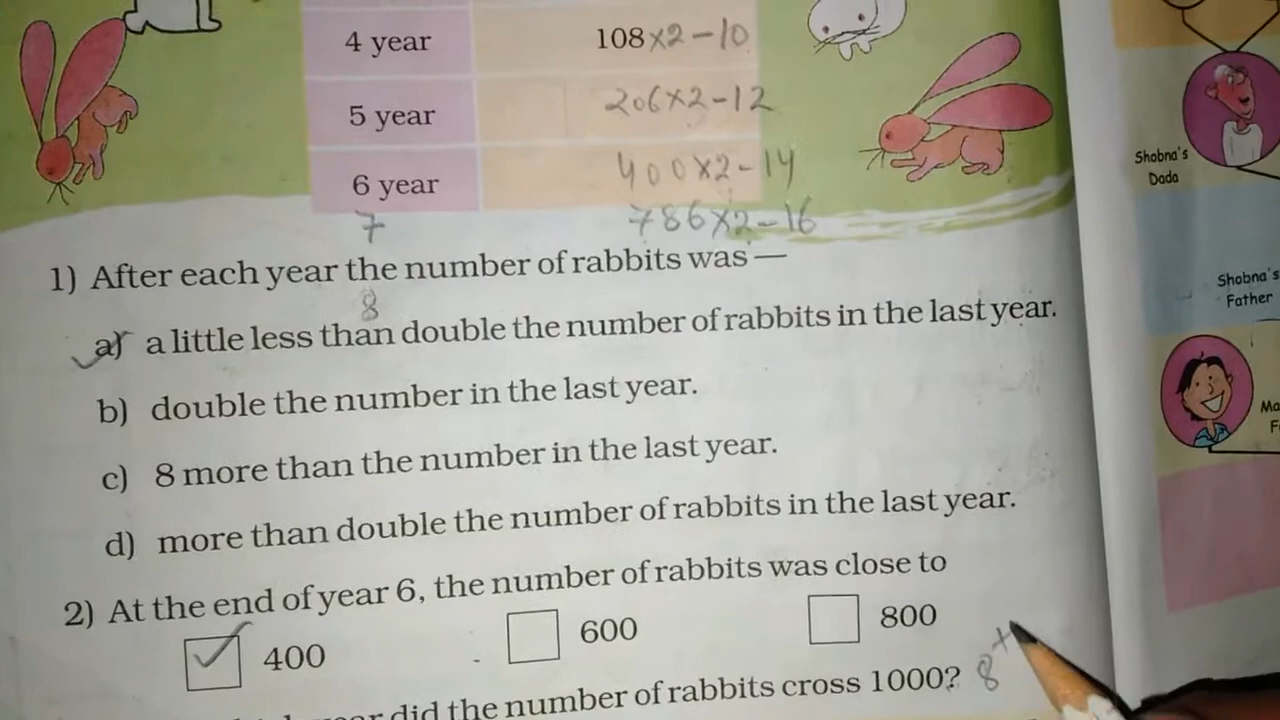 4 year 108 ×2-10
5 year 206×2-12
6 year 400×2-14
7 786×2-16
1) After each year the number of rabbits was —
8
a) a little less than double the number of rabbits in the last year.
b) double the number in the last year.
c) 8 more than the number in the last year.
d) more than double the number of rabbits in the last year.
2) At the end of year 6, the number of rabbits was close to
400 600 800
did the number of rabbits cross 1000? 8
Shobna's
Dada
Shobna's
Father